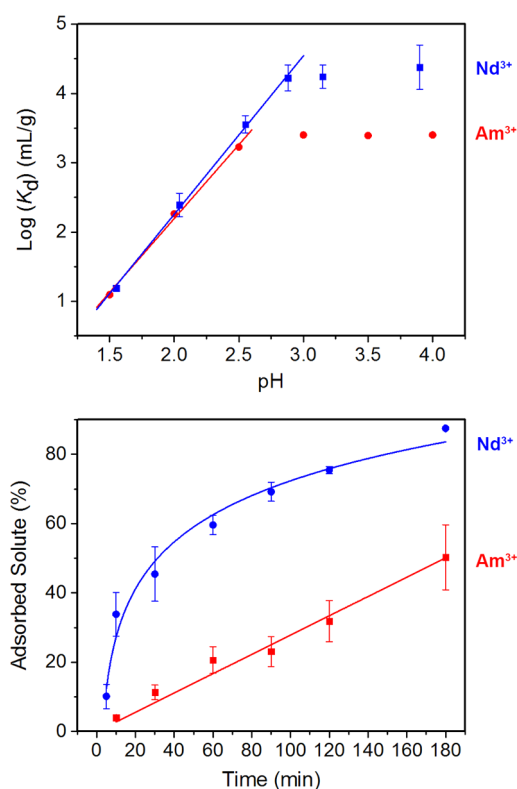 5
4
3
2
1
Log (Kd) (mL/g)
1.5 2.0 2.5 3.0 3.5 4.0
pH
Nd³⁺
Am³⁺
80
60
40
20
0
Adsorbed Solute (%)
0 20 40 60 80 100 120 140 160 180
Time (min)
Nd³⁺
Am³⁺